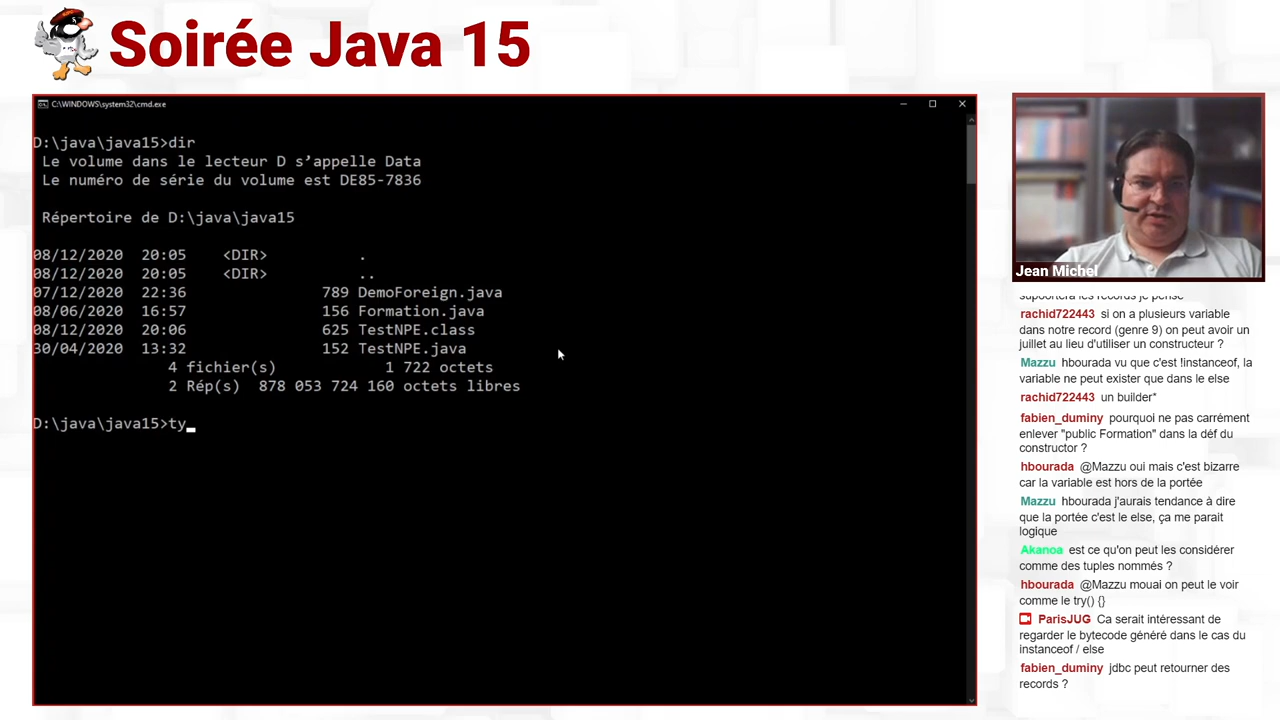 Soirée Java 15
C:\WINDOWS\system32\cmd.exe
D:\java\java15>dir
Le volume dans le lecteur D s’appelle Data
Le numéro de série du volume est DE85-7836
Répertoire de D:\java\java15
08/12/2020 20:05 <DIR> .
08/12/2020 20:05 <DIR> ..
07/12/2020 22:36 789 DemoForeign.java
08/06/2020 16:57 156 Formation.java
08/12/2020 20:06 625 TestNPE.class
30/04/2020 13:32 152 TestNPE.java
4 fichier(s) 1 722 octets
2 Rép(s) 878 053 724 160 octets libres
D:\java\java15>ty_
Jean Michel
supportera les records je pense
rachid722443 si on a plusieurs variable
dans notre record (genre 9) on peut avoir un
juillet au lieu d'utiliser un constructeur ?
Mazzu hbourada vu que c'est !instanceof, la
variable ne peut exister que dans le else
rachid722443 un builder*
fabien_duminy pourquoi ne pas carrément
enlever "public Formation" dans la déf du
constructor ?
hbourada @Mazzu oui mais c'est bizarre
car la variable est hors de la portée
Mazzu hbourada j'aurais tendance à dire
que la portée c'est le else, ça me parait
logique
Akanoa est ce qu'on peut les considérer
comme des tuples nommés ?
hbourada @Mazzu mouai on peut le voir
comme le try() {}
ParisJUG Ca serait intéressant de
regarder le bytecode généré dans le cas du
instanceof / else
fabien_duminy jdbc peut retourner des
records ?